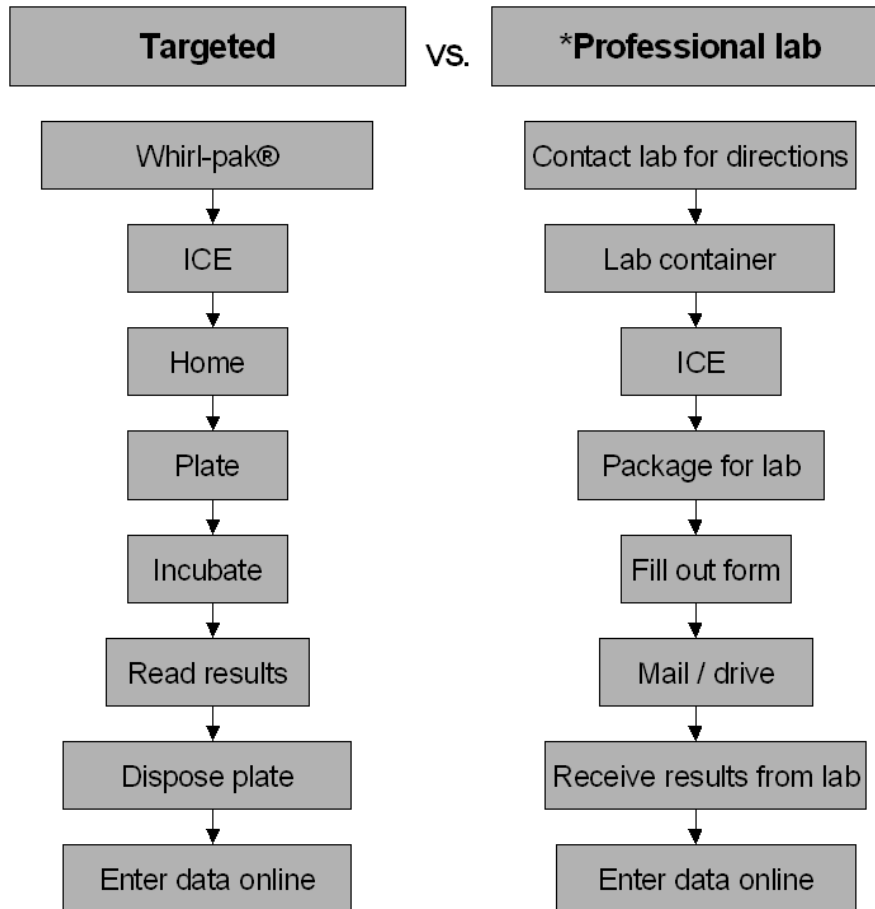 Targeted
vs.
*Professional lab
Whirl-pak®
ICE
Home
Plate
Incubate
Read results
Dispose plate
Enter data online
Contact lab for directions
Lab container
ICE
Package for lab
Fill out form
Mail / drive
Receive results from lab
Enter data online